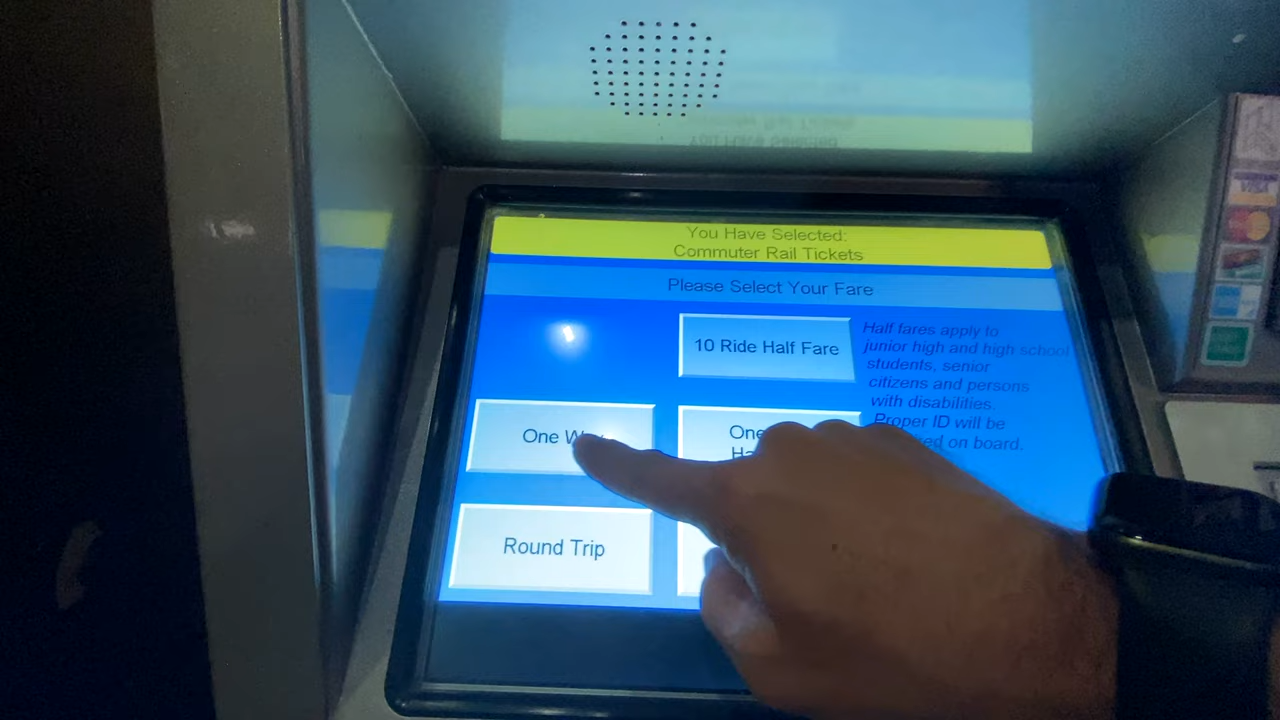 You Have Selected:
Commuter Rail Tickets
Please Select Your Fare
10 Ride Half Fare
Half fares apply to
junior high and high school
students, senior
citizens and persons
with disabilities.
Proper ID will be
on board.
One
One
Round Trip
VISA